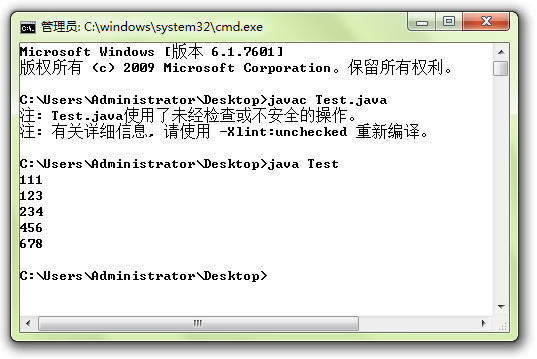 管理员: C:\windows\system32\cmd.exe
Microsoft Windows [版本 6.1.7601]
版权所有 (c) 2009 Microsoft Corporation。保留所有权利。
C:\Users\Administrator\Desktop>javac Test.java
注: Test.java使用了未经检查或不安全的操作。
注: 有关详细信息, 请使用 -Xlint:unchecked 重新编译。
C:\Users\Administrator\Desktop>java Test
111
123
234
456
678
C:\Users\Administrator\Desktop>